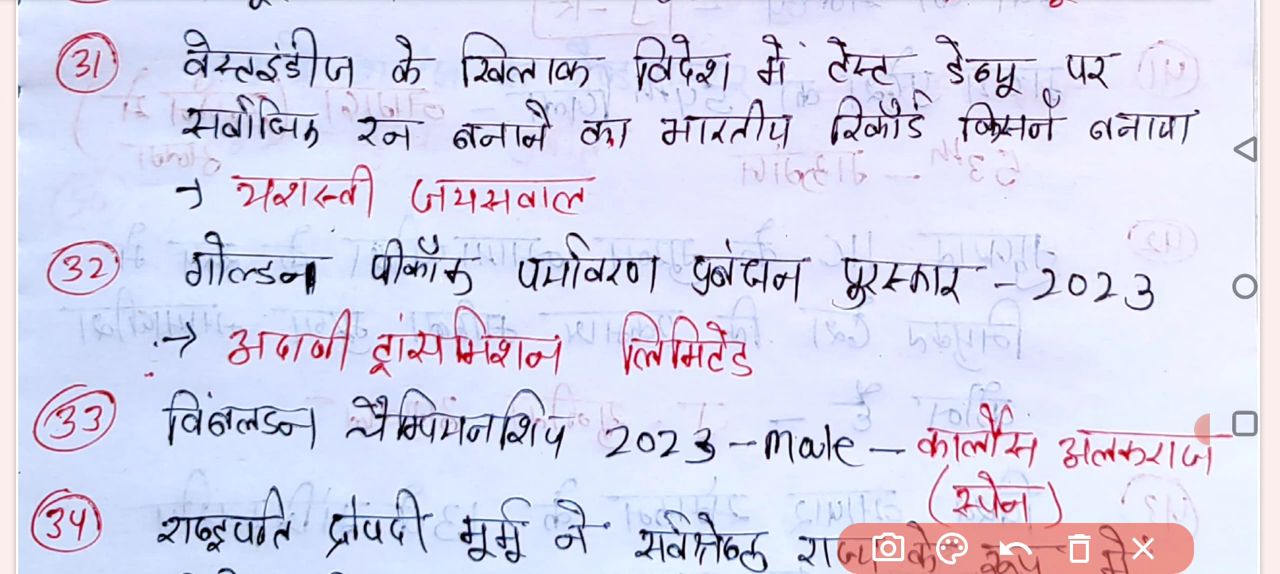 31 वेस्टइंडीज के खिलाफ विदेश में टेस्ट डेब्यू पर
सर्वाधिक रन बनाने का भारतीय रिकॉर्ड किसने बनाया
→ यशस्वी जयसवाल
32 गोल्डन पीकॉक पर्यावरण प्रबंधन पुरस्कार - 2023
→ अदाणी ट्रांसमिशन लिमिटेड
33 विंबलडन चैम्पियनशिप 2023 - male - कार्लोस अलकराज
(स्पेन)
34 राष्ट्रपति द्रोपदी मूर्मू ने सर्वश्रेष्ठ राज्य के रूप में